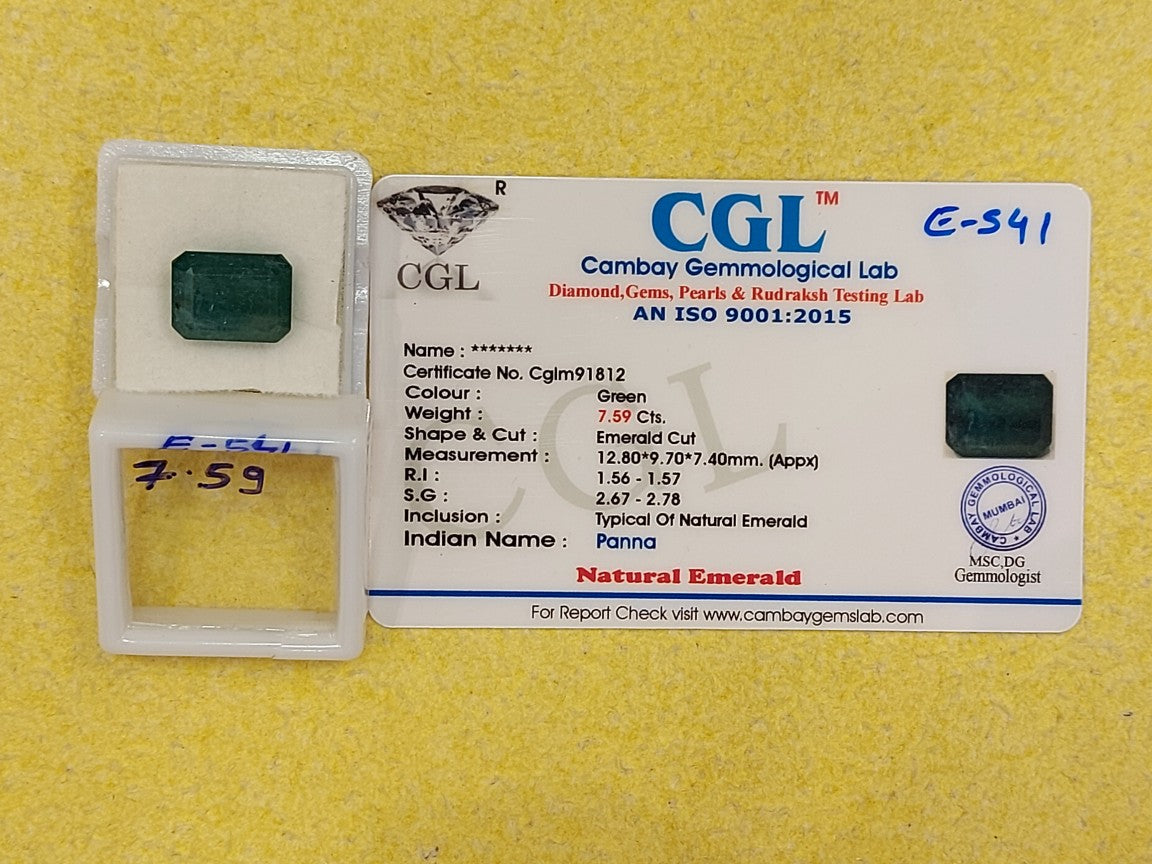 E-541
7.59
R
CGL
CGL™
E-541
Cambay Gemmological Lab
Diamond,Gems, Pearls & Rudraksh Testing Lab
AN ISO 9001:2015
Name : *******
Certificate No. Cglm91812
Colour : Green
Weight : 7.59 Cts.
Shape & Cut : Emerald Cut
Measurement : 12.80*9.70*7.40mm. (Appx)
R.I : 1.56 - 1.57
S.G : 2.67 - 2.78
Inclusion : Typical Of Natural Emerald
Indian Name : Panna
Natural Emerald
CGL
CAMBAY GEMMOLOGICAL LAB
MUMBAI
MSC,DG
Gemmologist
For Report Check visit www.cambaygemslab.com